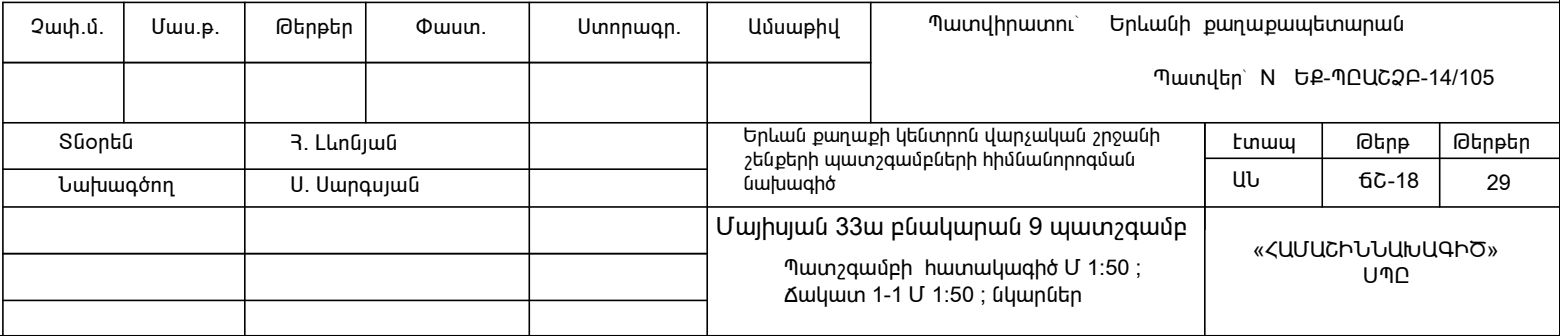 Չափ.մ. Մաս.ք. Թերթեր Փաստ. Ստորագր. Ամսաթիվ Պատվիրատու՝ Երևանի քաղաքապետարան
Պատվեր՝ N ԵՔ-ՊԸԱՇՁԲ-14/105
Տնօրեն Հ. Լևոնյան
Նախագծող Ս. Սարգսյան
Երևան քաղաքի կենտրոն վարչական շրջանի
շենքերի պատշգամբների հիմնանորոգման
նախագիծ
Էտապ Թերթ Թերթեր
ԱՆ ճՇ-18 29
Մայիսյան 33ա բնակարան 9 պատշգամբ
Պատշգամբի հատակագիծ Մ 1:50 ;
Ճակատ 1-1 Մ 1:50 ; նկարներ
«ՀԱՄԱՇԻՆՆԱԽԱԳԻԾ»
ՍՊԸ